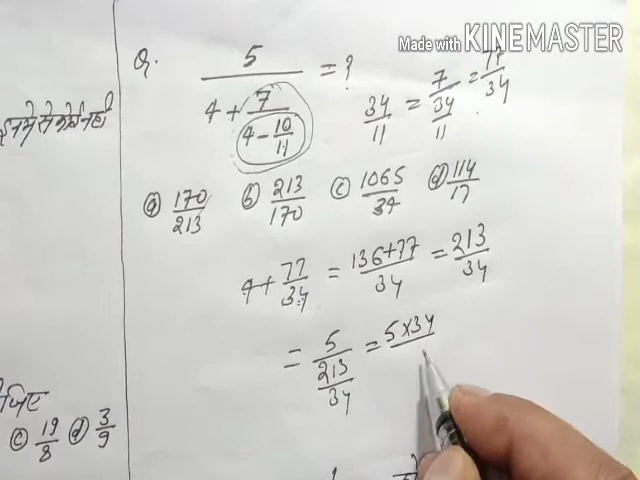 Made with KINEMASTER
Q. 5 / (4 + 7 / (4 - 10/11)) = ?
34/11 = 7 / (34/11) = 77/34
इनमे से कोई नहीं
ⓐ 170/213 ⓑ 213/170 ⓒ 1065/34 ⓓ 114/17
4 + 77/34 = 136+77/34 = 213/34
= 5 / (213/34) = 5×34
ⓒ 19/8 ⓓ 3/9